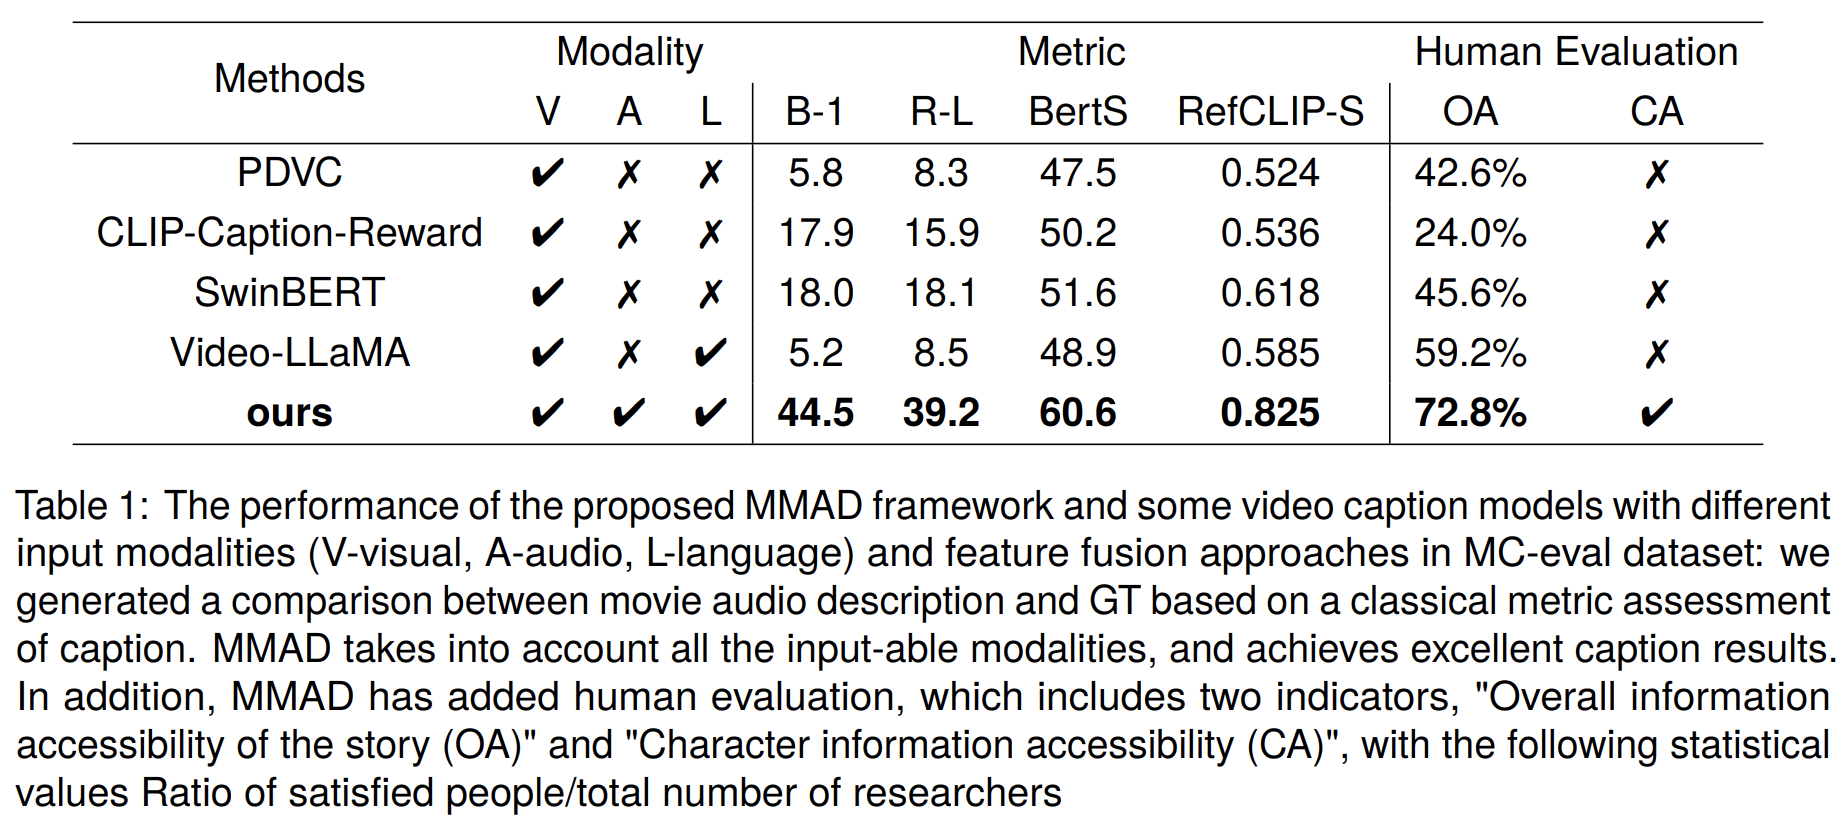 Methods Modality Metric Human Evaluation
V A L B-1 R-L BertS RefCLIP-S OA CA
PDVC ✔ ✗ ✗ 5.8 8.3 47.5 0.524 42.6% ✗
CLIP-Caption-Reward ✔ ✗ ✗ 17.9 15.9 50.2 0.536 24.0% ✗
SwinBERT ✔ ✗ ✗ 18.0 18.1 51.6 0.618 45.6% ✗
Video-LLaMA ✔ ✗ ✔ 5.2 8.5 48.9 0.585 59.2% ✗
ours ✔ ✔ ✔ 44.5 39.2 60.6 0.825 72.8% ✔
Table 1: The performance of the proposed MMAD framework and some video caption models with different
input modalities (V-visual, A-audio, L-language) and feature fusion approaches in MC-eval dataset: we
generated a comparison between movie audio description and GT based on a classical metric assessment
of caption. MMAD takes into account all the input-able modalities, and achieves excellent caption results.
In addition, MMAD has added human evaluation, which includes two indicators, "Overall information
accessibility of the story (OA)" and "Character information accessibility (CA)", with the following statistical
values Ratio of satisfied people/total number of researchers